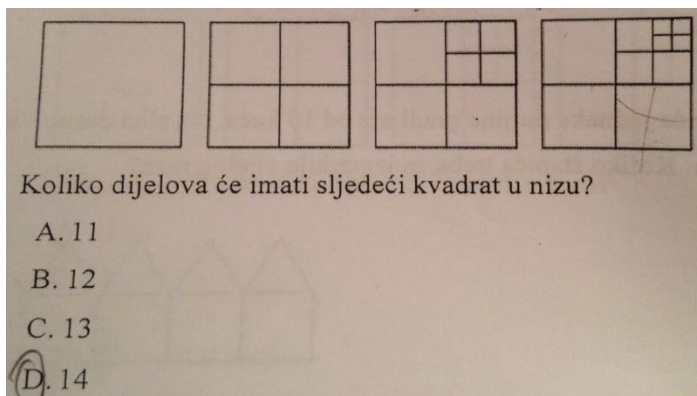 Koliko dijelova će imati sljedeći kvadrat u nizu?
A. 11
B. 12
C. 13
D. 14